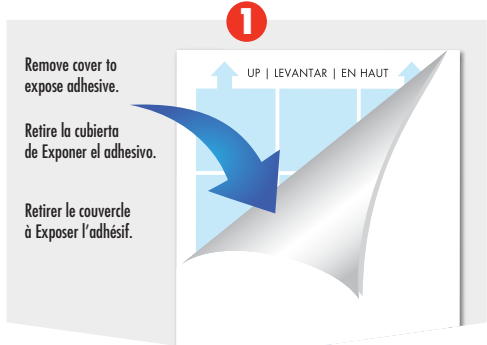 1
Remove cover to
expose adhesive.
Retire la cubierta
de Exponer el adhesivo.
Retirer le couvercle
à Exposer l'adhésif.
UP | LEVANTAR | EN HAUT